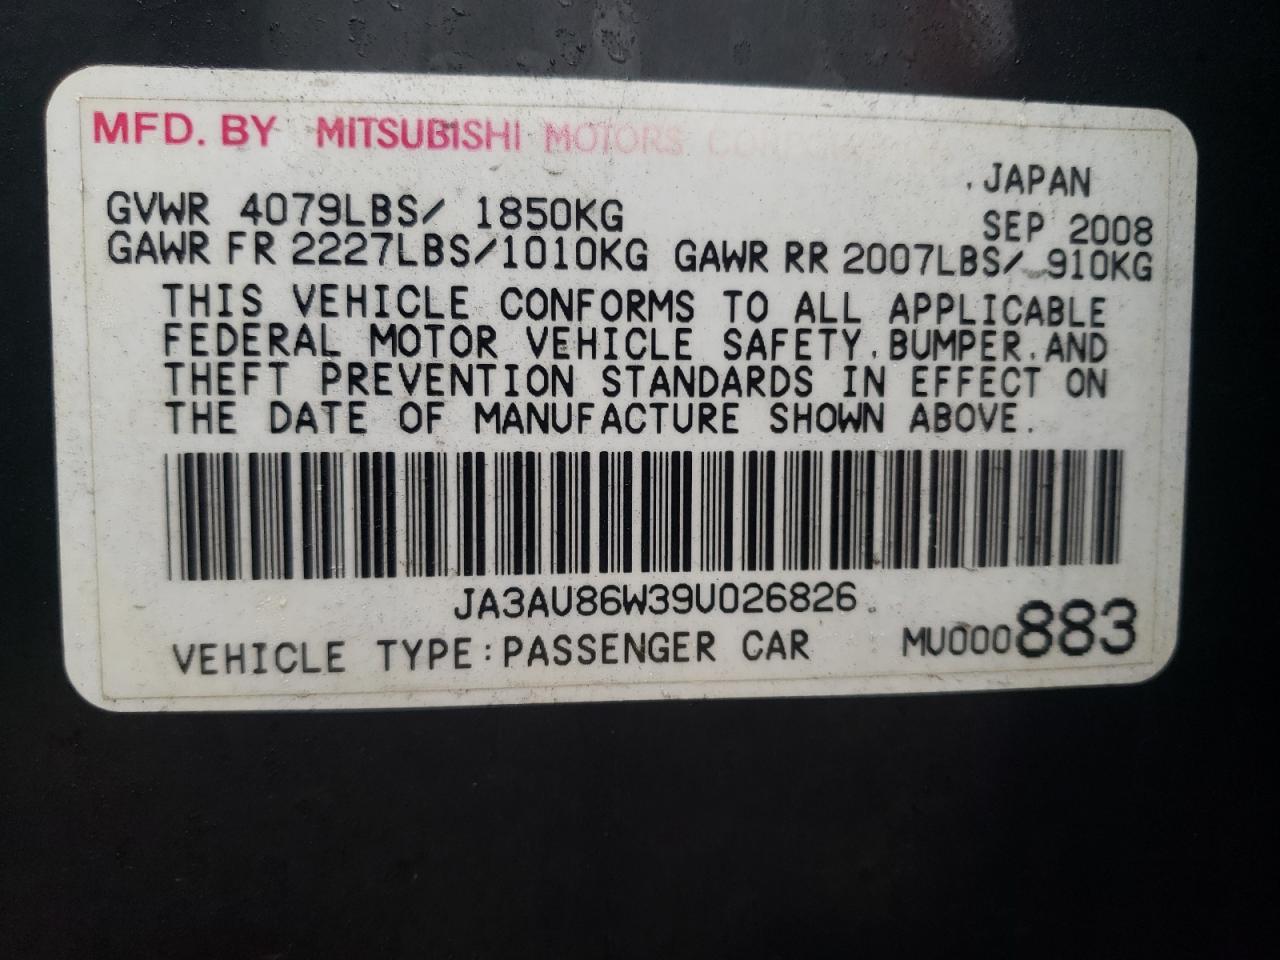 MFD. BY MITSUBISHI MOTORS CORPORATION
.JAPAN
GVWR 4079LBS/ 1850KG SEP 2008
GAWR FR 2227LBS/1010KG GAWR RR 2007LBS/ 910KG
THIS VEHICLE CONFORMS TO ALL APPLICABLE
FEDERAL MOTOR VEHICLE SAFETY, BUMPER, AND
THEFT PREVENTION STANDARDS IN EFFECT ON
THE DATE OF MANUFACTURE SHOWN ABOVE.
JA3AU86W39U026826
VEHICLE TYPE:PASSENGER CAR MU000883